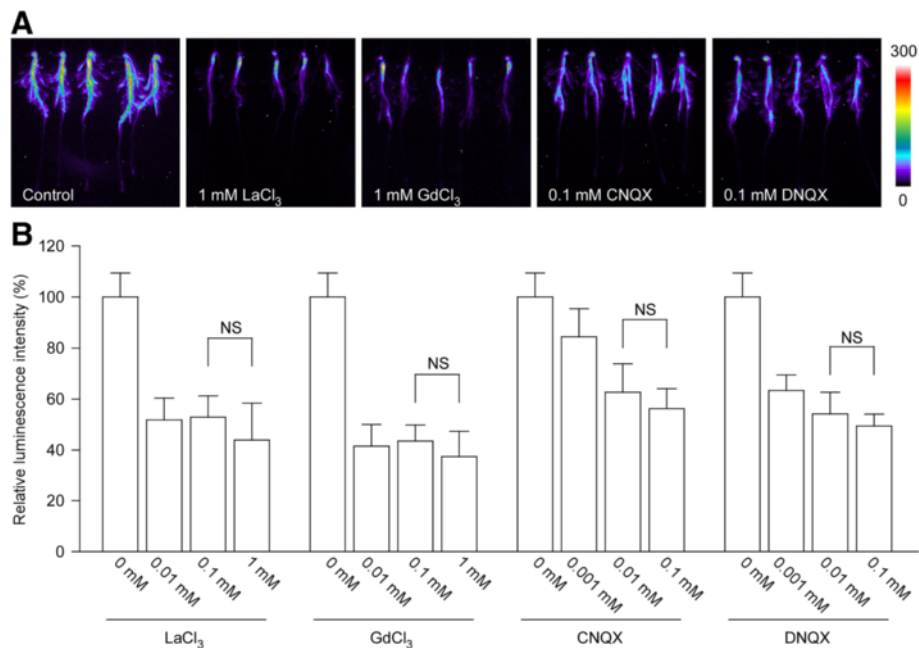 A
300
0
Control
1 mM LaCl₃
1 mM GdCl₃
0.1 mM CNQX
0.1 mM DNQX
B
Relative luminescence intensity (%)
120
100
80
60
40
20
0
NS
NS
NS
NS
0 mM
0.01 mM
0.1 mM
1 mM
0 mM
0.01 mM
0.1 mM
1 mM
0 mM
0.001 mM
0.01 mM
0.1 mM
0 mM
0.001 mM
0.01 mM
0.1 mM
LaCl₃
GdCl₃
CNQX
DNQX